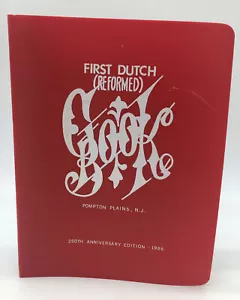 FIRST DUTCH
(REFORMED)
COOK
BOOK
POMPTON PLAINS, N.J.
200TH ANNIVERSARY EDITION - 1986